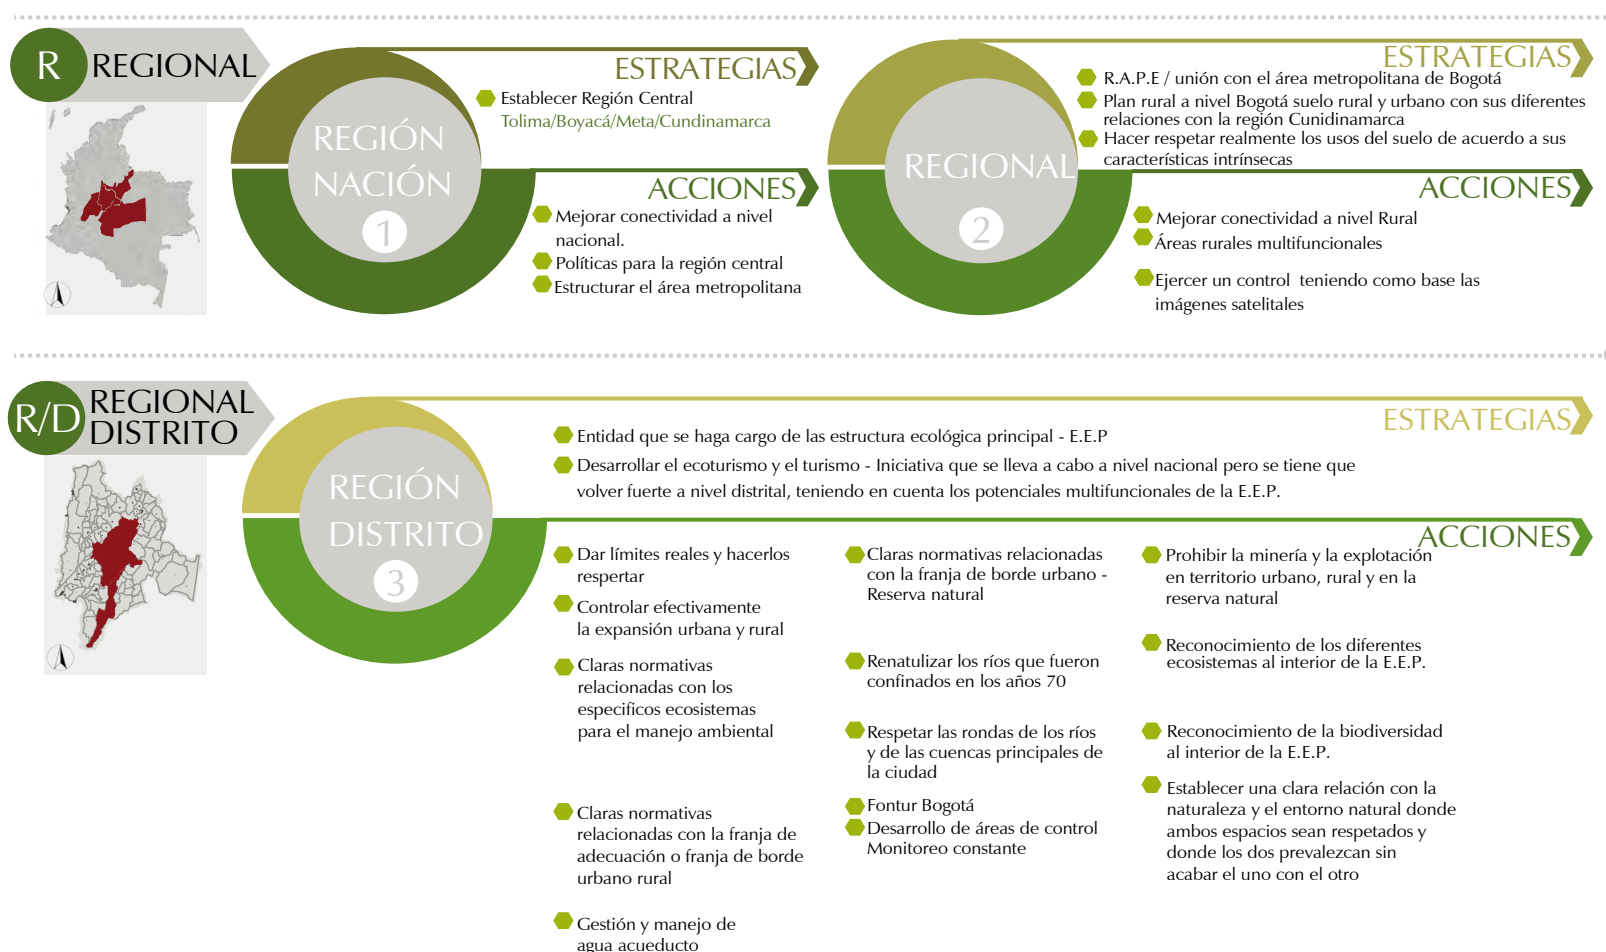 R
REGIONAL
REGIÓN
NACIÓN
1
ESTRATEGIAS
Establecer Región Central
Tolima/Boyacá/Meta/Cundinamarca
ACCIONES
Mejorar conectividad a nivel
nacional.
Políticas para la región central
Estructurar el área metropolitana
REGIONAL
2
ESTRATEGIAS
R.A.P.E / unión con el área metropolitana de Bogotá
Plan rural a nivel Bogotá suelo rural y urbano con sus diferentes
relaciones con la región Cunidinamarca
Hacer respetar realmente los usos del suelo de acuerdo a sus
características intrínsecas
ACCIONES
Mejorar conectividad a nivel Rural
Áreas rurales multifuncionales
Ejercer un control teniendo como base las
imágenes satelitales
R/D
REGIONAL
DISTRITO
REGIÓN
DISTRITO
3
ESTRATEGIAS
Entidad que se haga cargo de las estructura ecológica principal - E.E.P
Desarrollar el ecoturismo y el turismo - Iniciativa que se lleva a cabo a nivel nacional pero se tiene que
volver fuerte a nivel distrital, teniendo en cuenta los potenciales multifuncionales de la E.E.P.
ACCIONES
Dar límites reales y hacerlos
respertar
Controlar efectivamente
la expansión urbana y rural
Claras normativas
relacionadas con los
especificos ecosistemas
para el manejo ambiental
Claras normativas
relacionadas con la franja de
adecuación o franja de borde
urbano rural
Gestión y manejo de
agua acueducto
Claras normativas relacionadas
con la franja de borde urbano -
Reserva natural
Renatulizar los ríos que fueron
confinados en los años 70
Respetar las rondas de los ríos
y de las cuencas principales de
la ciudad
Fontur Bogotá
Desarrollo de áreas de control
Monitoreo constante
Prohibir la minería y la explotación
en territorio urbano, rural y en la
reserva natural
Reconocimiento de los diferentes
ecosistemas al interior de la E.E.P.
Reconocimiento de la biodiversidad
al interior de la E.E.P.
Establecer una clara relación con la
naturaleza y el entorno natural donde
ambos espacios sean respetados y
donde los dos prevalezcan sin
acabar el uno con el otro